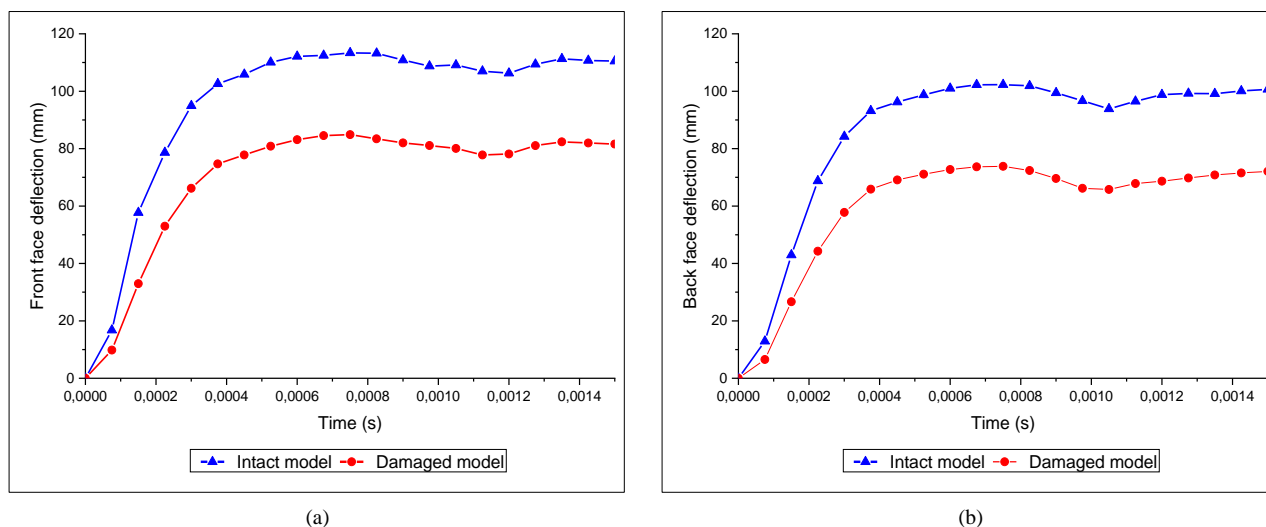 120
100
80
60
40
20
0
Front face deflection (mm)
0,0000 0,0002 0,0004 0,0006 0,0008 0,0010 0,0012 0,0014
Time (s)
Intact model Damaged model
(a)
120
100
80
60
40
20
0
Back face deflection (mm)
0,0000 0,0002 0,0004 0,0006 0,0008 0,0010 0,0012 0,0014
Time (s)
Intact model Damaged model
(b)